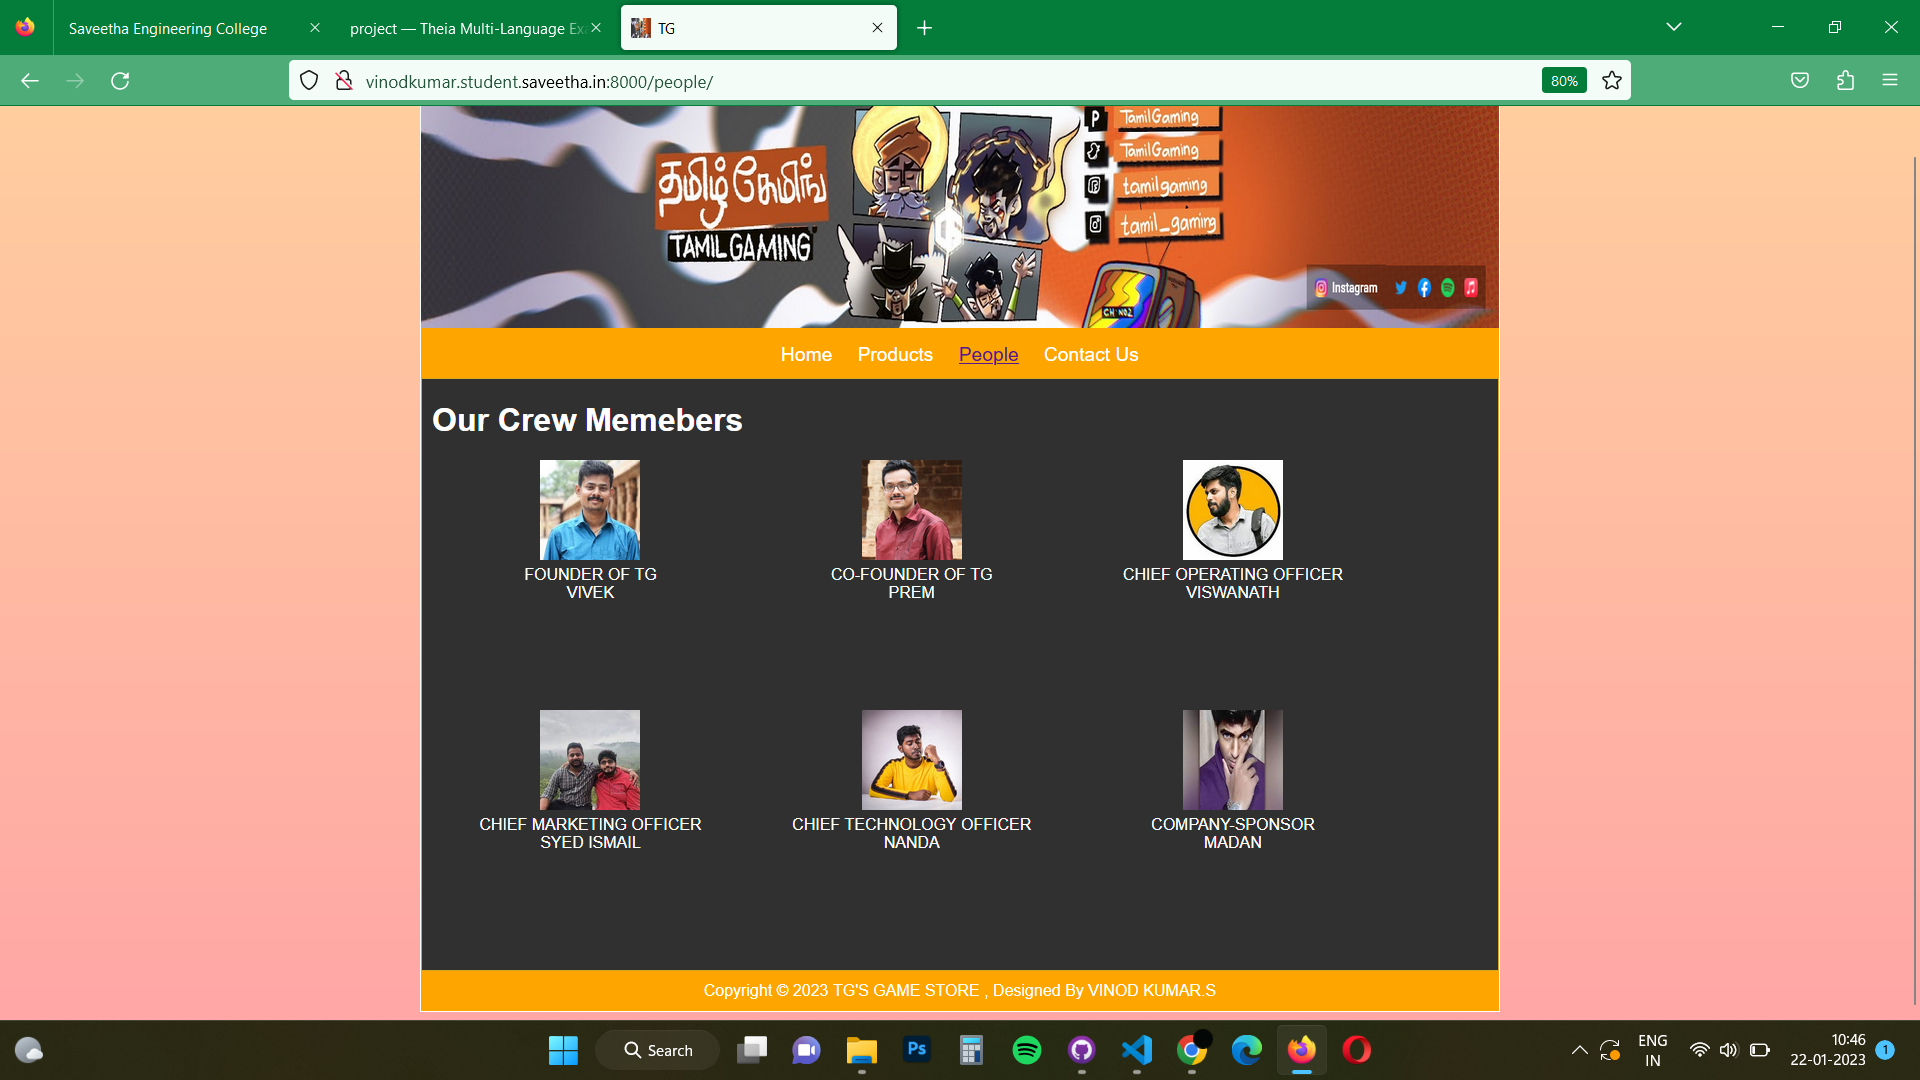 Saveetha Engineering College
project — Theia Multi-Language Ex
TG
vinodkumar.student.saveetha.in:8000/people/
80%
தமிழ் கேமிங்
TAMIL GAMING
TamilGaming
TamilGaming
tamilgaming
tamil_gaming
CH NO2
Instagram
Home Products People Contact Us
Our Crew Memebers
FOUNDER OF TG
VIVEK
CO-FOUNDER OF TG
PREM
CHIEF OPERATING OFFICER
VISWANATH
CHIEF MARKETING OFFICER
SYED ISMAIL
CHIEF TECHNOLOGY OFFICER
NANDA
COMPANY-SPONSOR
MADAN
Copyright © 2023 TG'S GAME STORE , Designed By VINOD KUMAR.S
Search
Ps
ENG
IN
10:46
22-01-2023
1